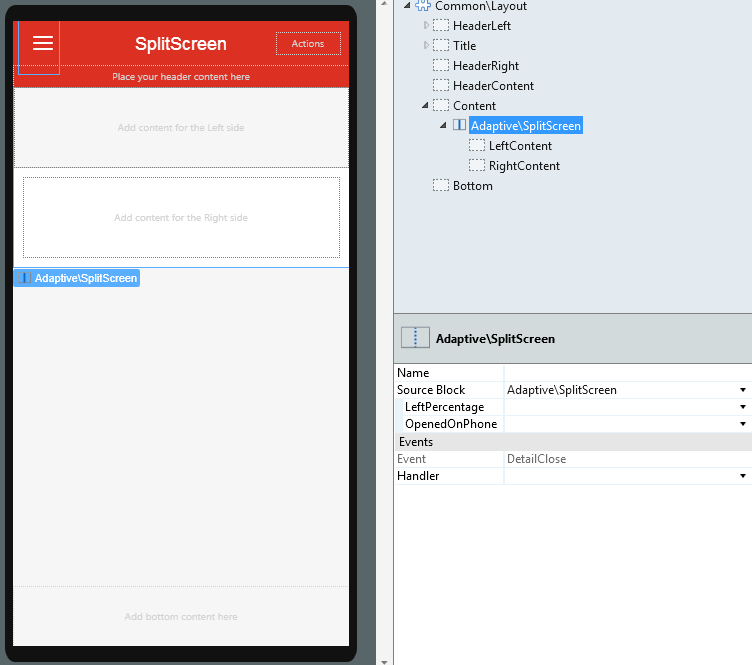 SplitScreen
Actions
Place your header content here
Add content for the Left side
Add content for the Right side
Adaptive\SplitScreen
Add bottom content here
Common\Layout
HeaderLeft
Title
HeaderRight
HeaderContent
Content
Adaptive\SplitScreen
LeftContent
RightContent
Bottom
Adaptive\SplitScreen
Name
Source Block Adaptive\SplitScreen
LeftPercentage
OpenedOnPhone
Events
Event DetailClose
Handler